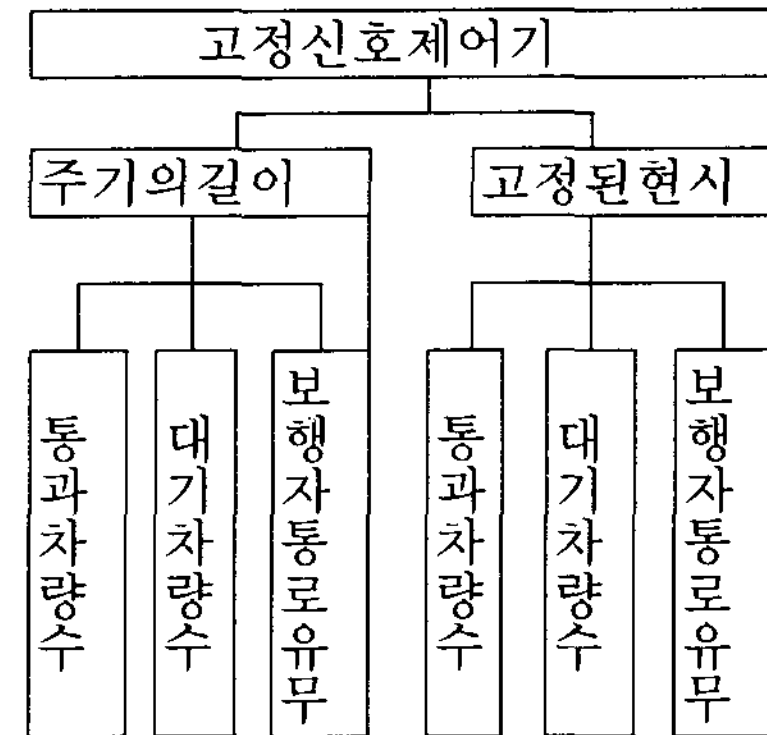 고정신호제어기
주기의길이
고정된현시
통과차량수
대기차량수
보행자통로유무
통과차량수
대기차량수
보행자통로유무